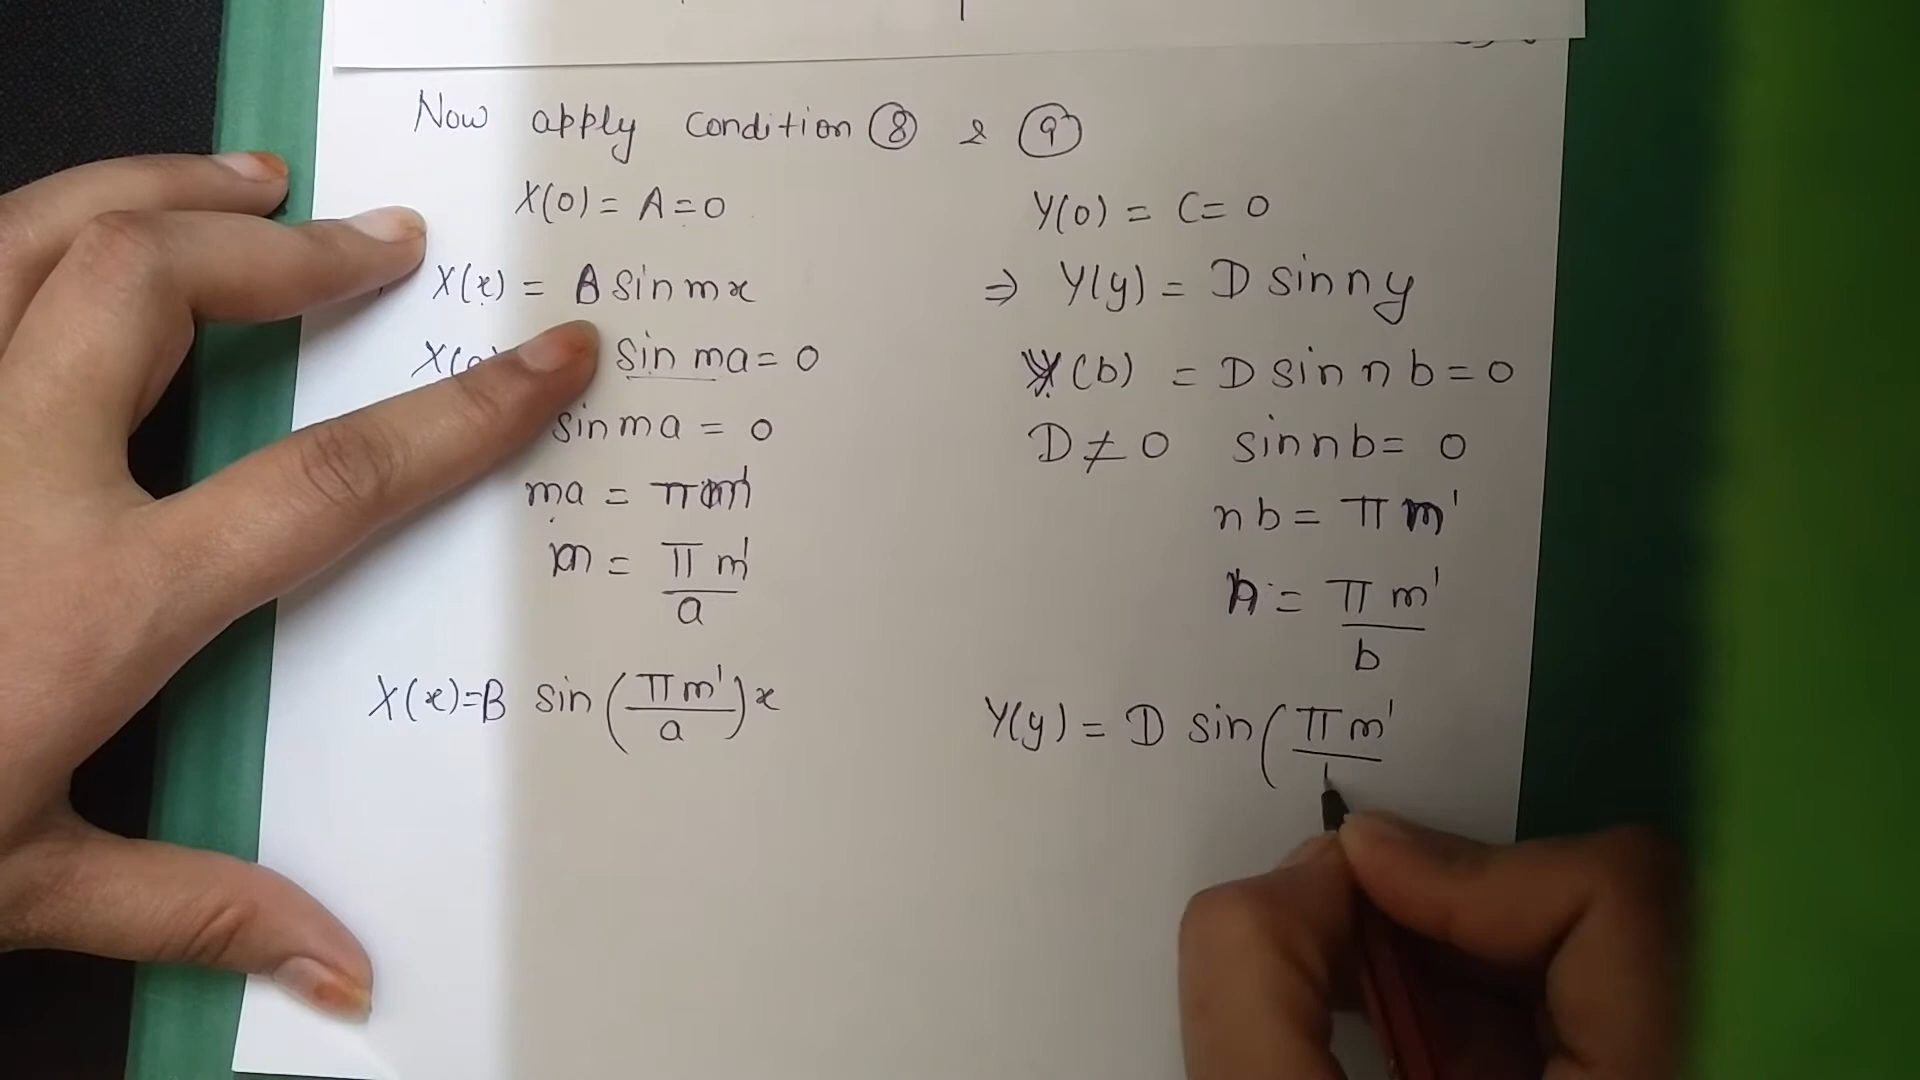 Now apply condition ⑧ & ⑨
X(0) = A = 0
X(x) = B sin mx
sin ma = 0
sin ma = 0
ma = π m'
m = π m' / a
X(x) = B sin (π m' / a) x
Y(0) = C = 0
⇒ Y(y) = D sin ny
Y(b) = D sin n b = 0
D ≠ 0 sin nb = 0
nb = π m'
n = π m' / b
Y(y) = D sin (π m'